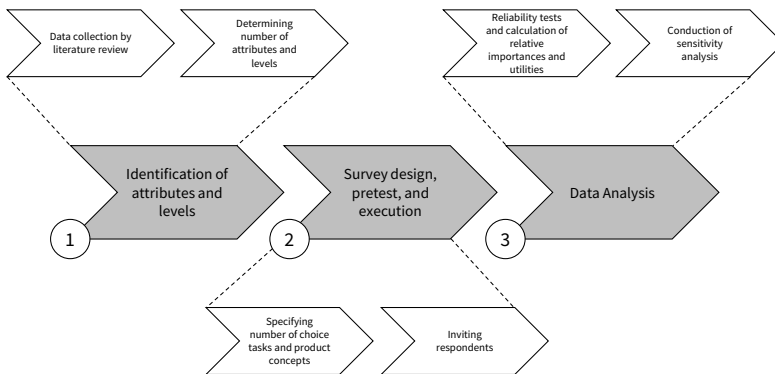 Data collection by
literature review
Determining
number of
attributes and
levels
Reliability tests
and calculation of
relative
importances and
utilities
Conduction of
sensitivity
analysis
Identification of
attributes and
levels
1
Survey design,
pretest, and
execution
2
Data Analysis
3
Specifying
number of choice
tasks and product
concepts
Inviting
respondents